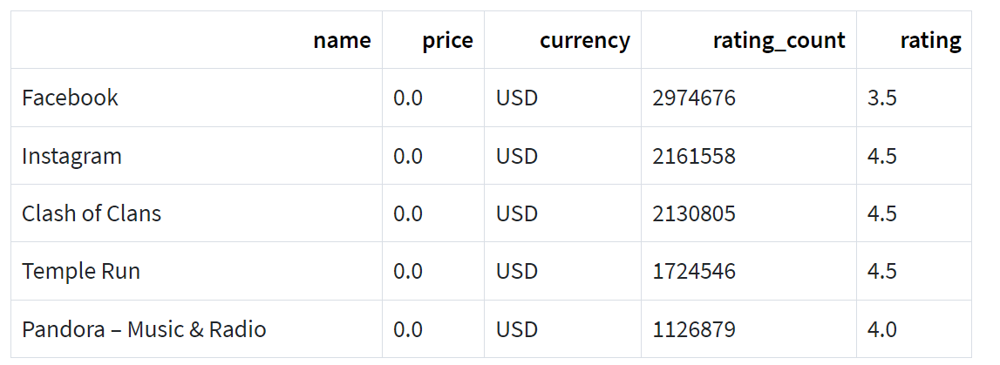 name price currency rating_count rating
Facebook 0.0 USD 2974676 3.5
Instagram 0.0 USD 2161558 4.5
Clash of Clans 0.0 USD 2130805 4.5
Temple Run 0.0 USD 1724546 4.5
Pandora – Music & Radio 0.0 USD 1126879 4.0